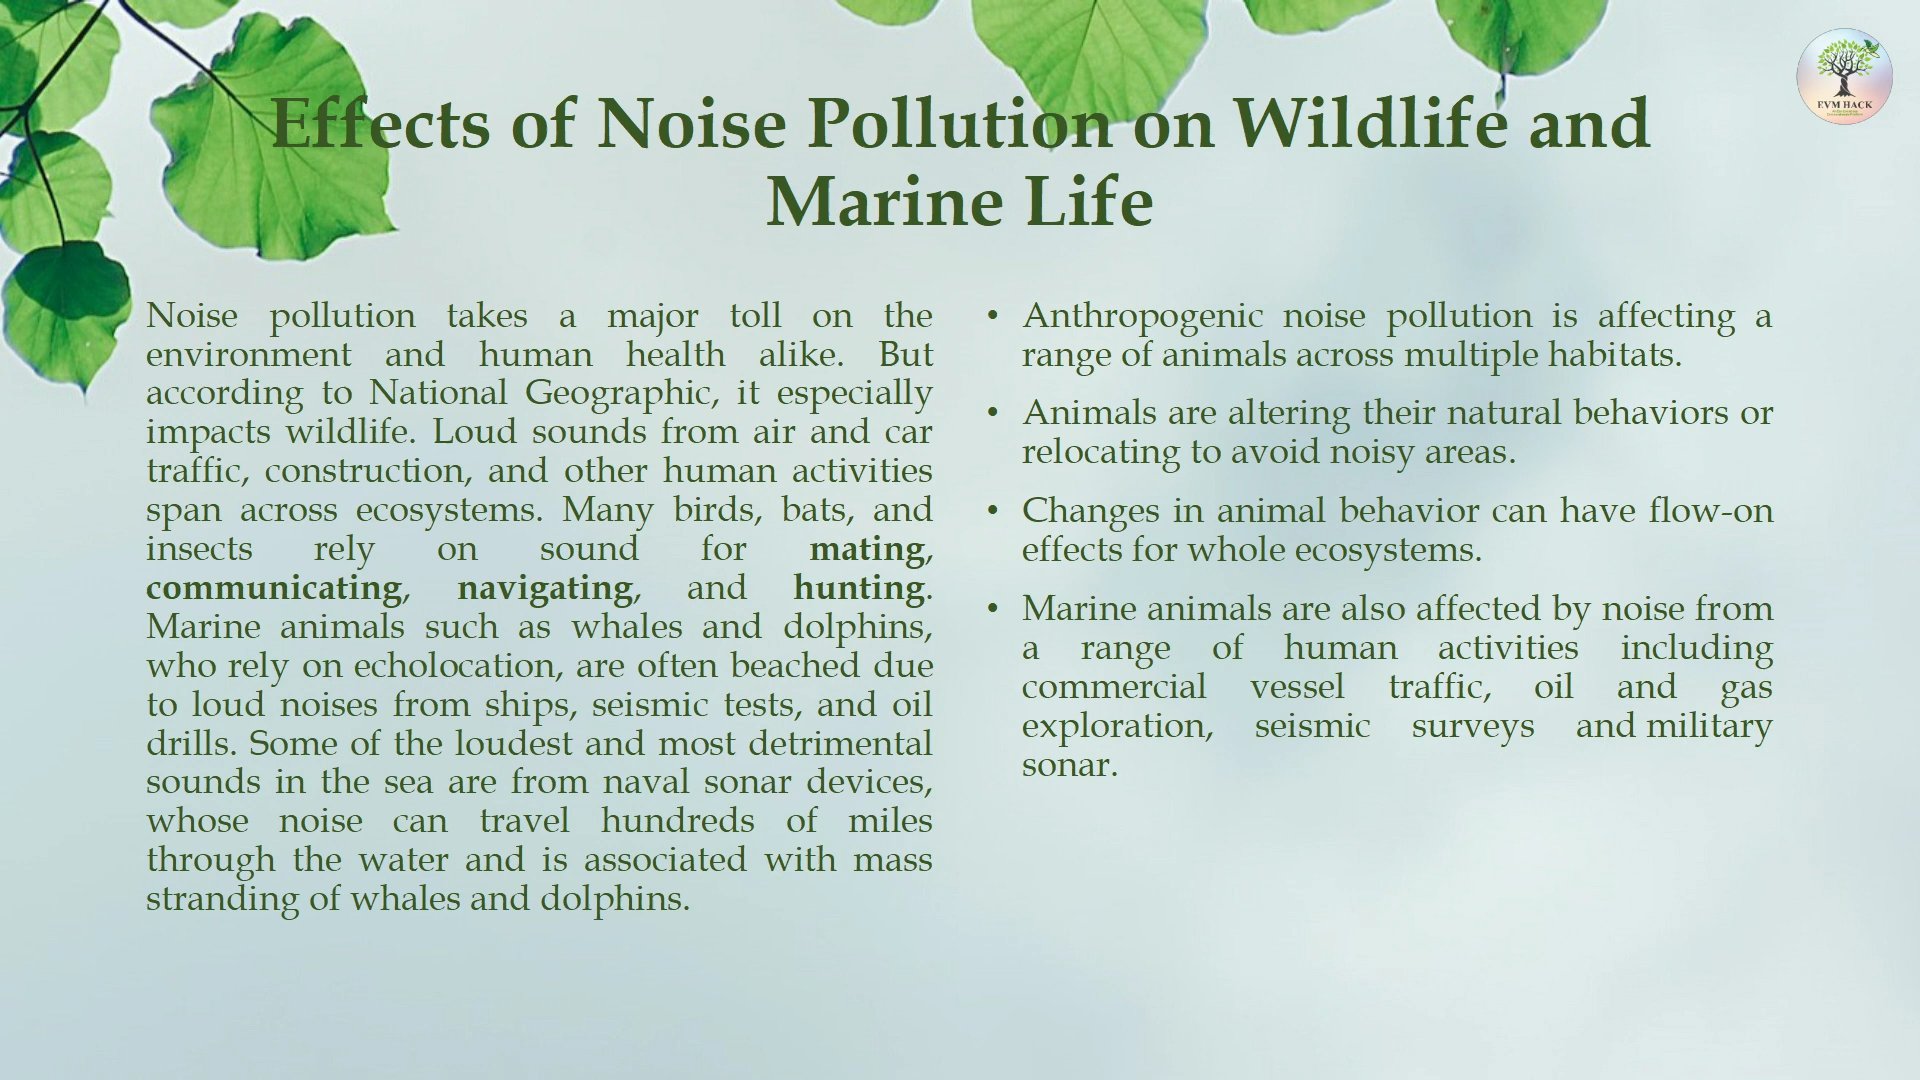 Effects of Noise Pollution on Wildlife and
Marine Life
EVM HACK
Noise pollution takes a major toll on the
environment and human health alike. But
according to National Geographic, it especially
impacts wildlife. Loud sounds from air and car
traffic, construction, and other human activities
span across ecosystems. Many birds, bats, and
insects rely on sound for mating,
communicating, navigating, and hunting.
Marine animals such as whales and dolphins,
who rely on echolocation, are often beached due
to loud noises from ships, seismic tests, and oil
drills. Some of the loudest and most detrimental
sounds in the sea are from naval sonar devices,
whose noise can travel hundreds of miles
through the water and is associated with mass
stranding of whales and dolphins.
• Anthropogenic noise pollution is affecting a
range of animals across multiple habitats.
• Animals are altering their natural behaviors or
relocating to avoid noisy areas.
• Changes in animal behavior can have flow-on
effects for whole ecosystems.
• Marine animals are also affected by noise from
a range of human activities including
commercial vessel traffic, oil and gas
exploration, seismic surveys and military
sonar.